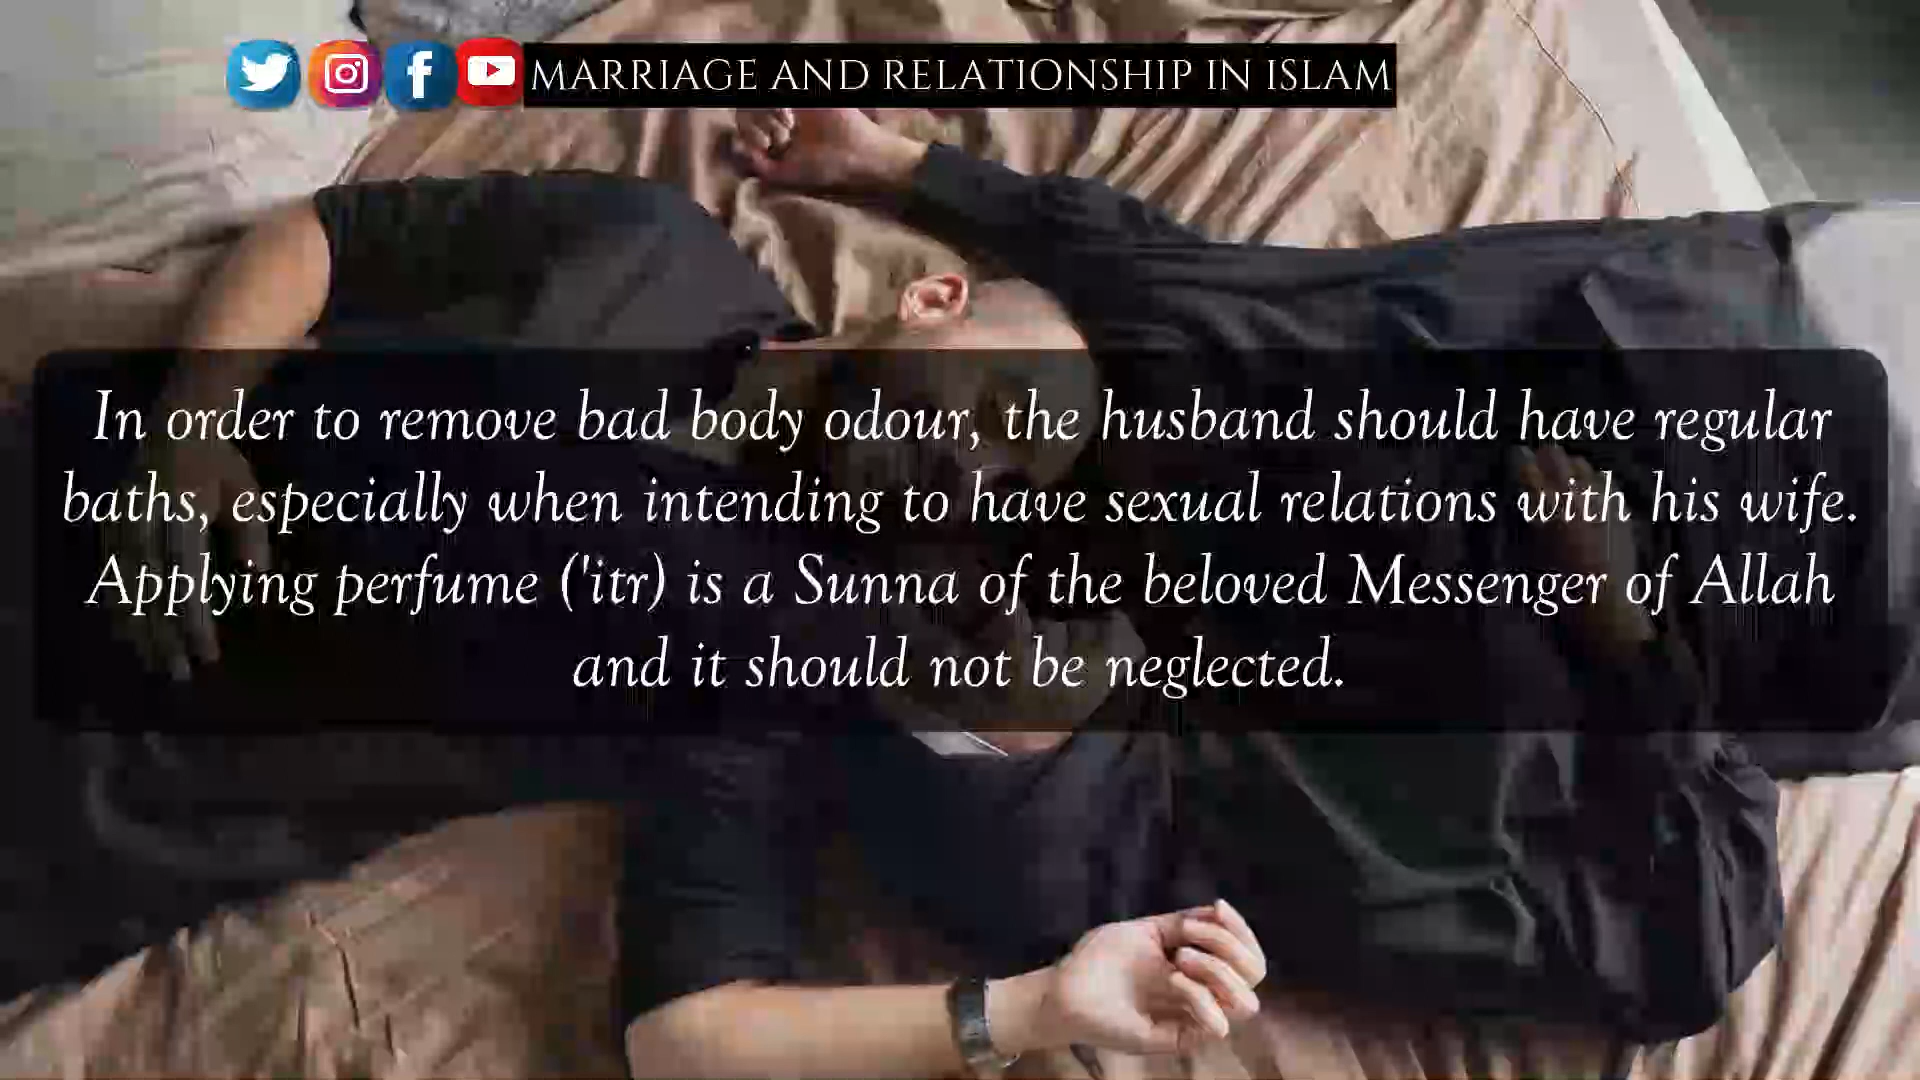 MARRIAGE AND RELATIONSHIP IN ISLAM
In order to remove bad body odour, the husband should have regular
baths, especially when intending to have sexual relations with his wife.
Applying perfume ('itr) is a Sunna of the beloved Messenger of Allah
and it should not be neglected.